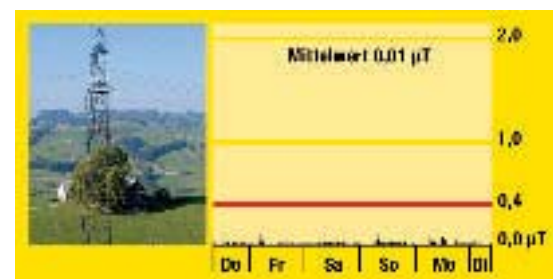 2,0
Mittelwert 0,01 µT
1,0
0,4
0,0 µT
Do Fr Sa So Mo Di